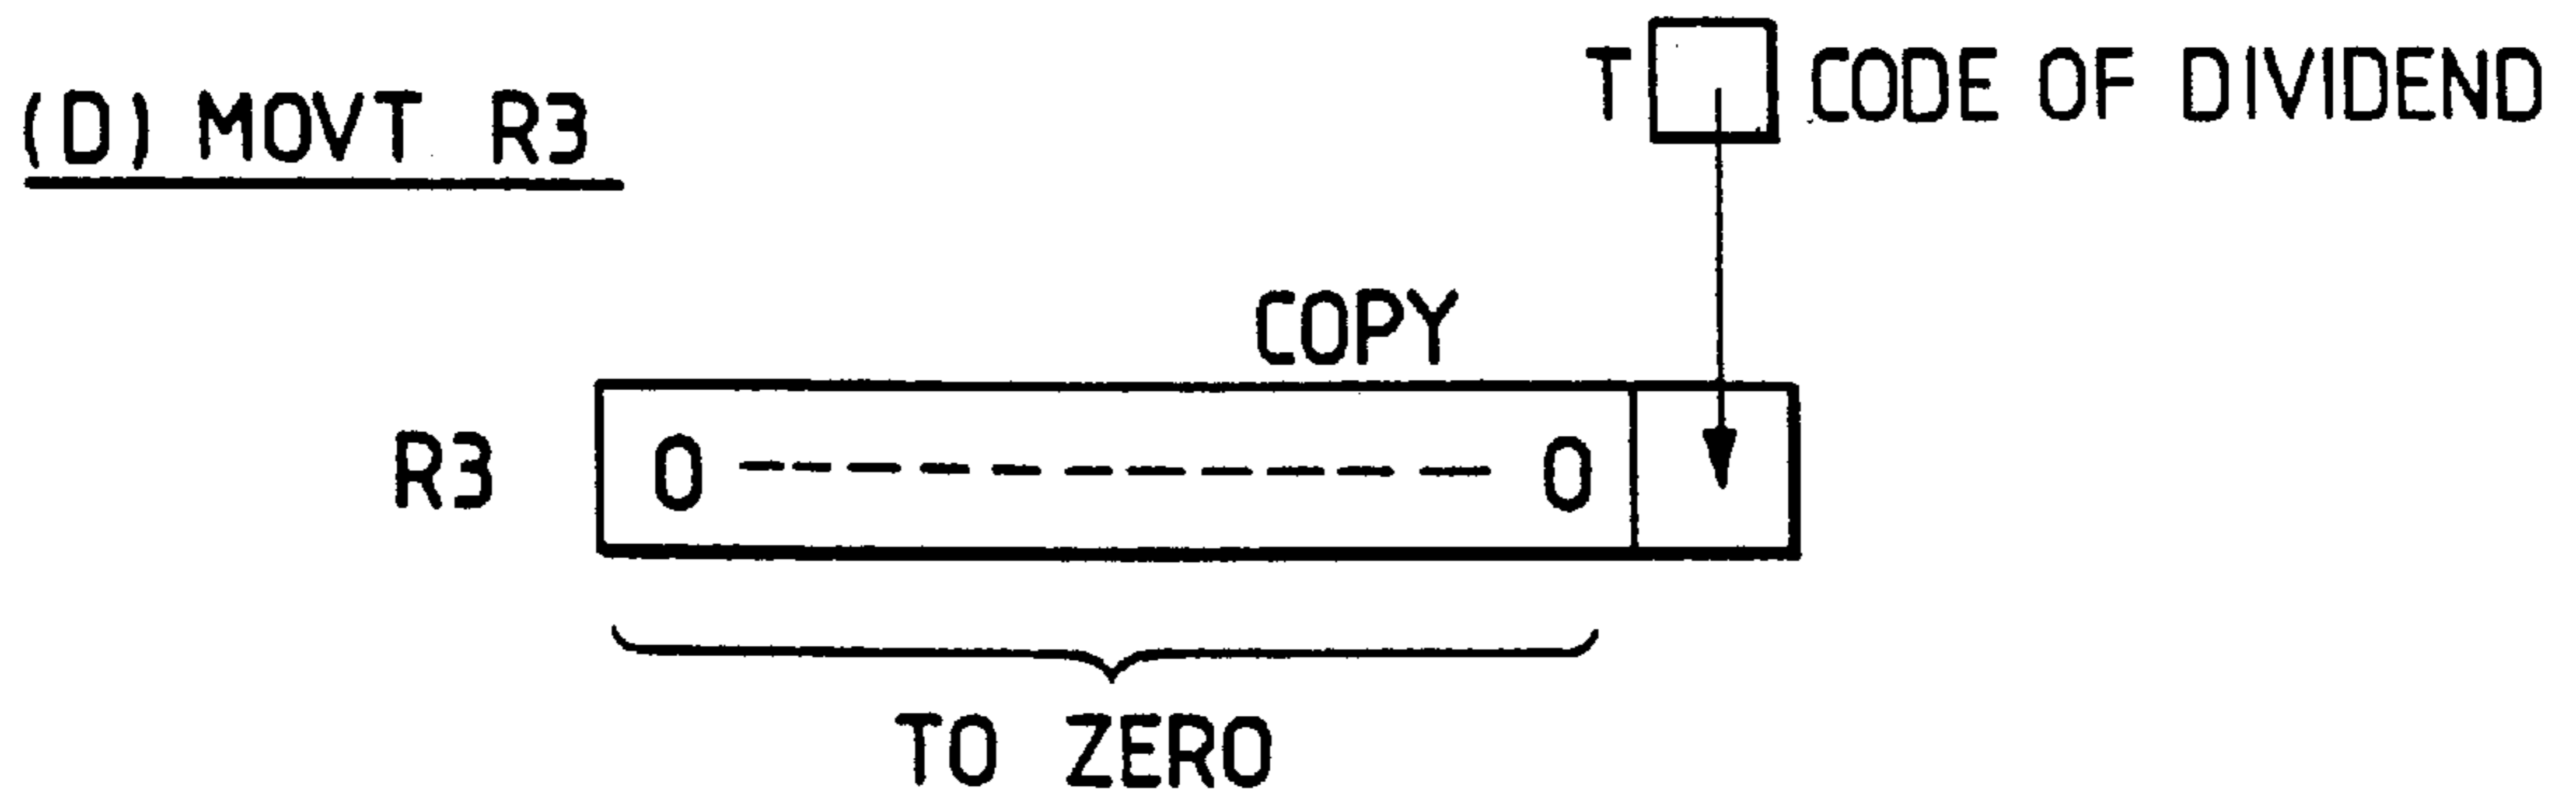 (D) MOVT R3
T CODE OF DIVIDEND
COPY
R3 0 ---------- 0
TO ZERO